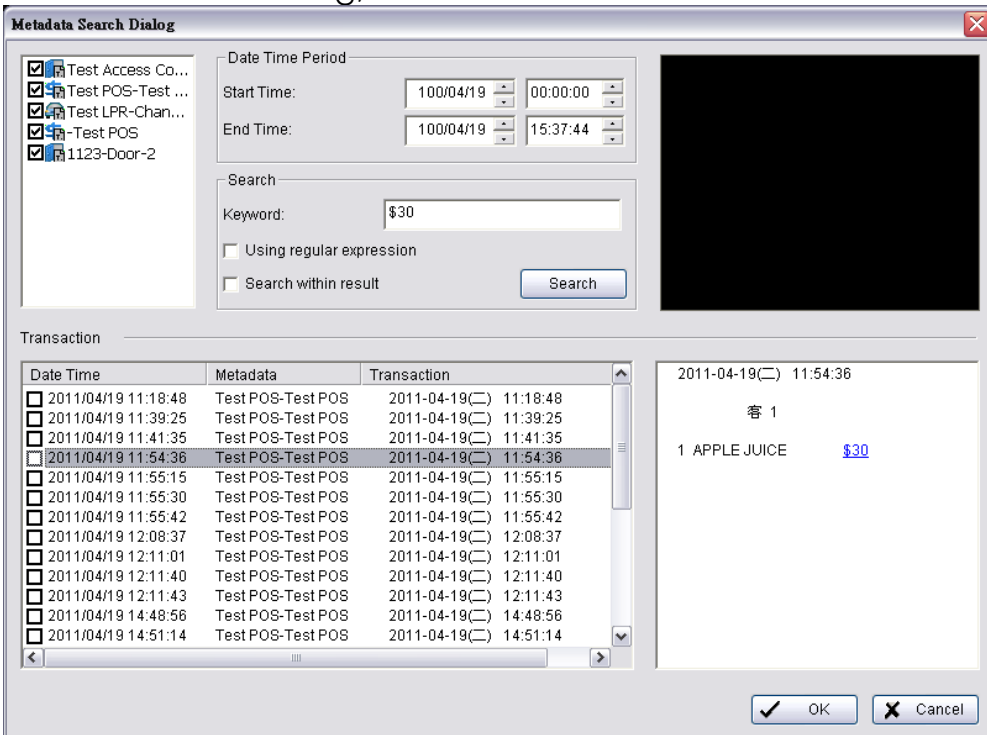 Metadata Search Dialog
Test Access Co...
Test POS-Test ...
Test LPR-Chan...
-Test POS
1123-Door-2
Date Time Period
Start Time: 100/04/19 00:00:00
End Time: 100/04/19 15:37:44
Search
Keyword: $30
Using regular expression
Search within result
Search
Transaction
Date Time Metadata Transaction
2011/04/19 11:18:48 Test POS-Test POS 2011-04-19(二) 11:18:48
2011/04/19 11:39:25 Test POS-Test POS 2011-04-19(二) 11:39:25
2011/04/19 11:41:35 Test POS-Test POS 2011-04-19(二) 11:41:35
2011/04/19 11:54:36 Test POS-Test POS 2011-04-19(二) 11:54:36
2011/04/19 11:55:15 Test POS-Test POS 2011-04-19(二) 11:55:15
2011/04/19 11:55:30 Test POS-Test POS 2011-04-19(二) 11:55:30
2011/04/19 11:55:42 Test POS-Test POS 2011-04-19(二) 11:55:42
2011/04/19 12:08:37 Test POS-Test POS 2011-04-19(二) 12:08:37
2011/04/19 12:11:01 Test POS-Test POS 2011-04-19(二) 12:11:01
2011/04/19 12:11:40 Test POS-Test POS 2011-04-19(二) 12:11:40
2011/04/19 12:11:43 Test POS-Test POS 2011-04-19(二) 12:11:43
2011/04/19 14:48:56 Test POS-Test POS 2011-04-19(二) 14:48:56
2011/04/19 14:51:14 Test POS-Test POS 2011-04-19(二) 14:51:14
2011-04-19(二) 11:54:36
客 1
1 APPLE JUICE $30
OK
Cancel